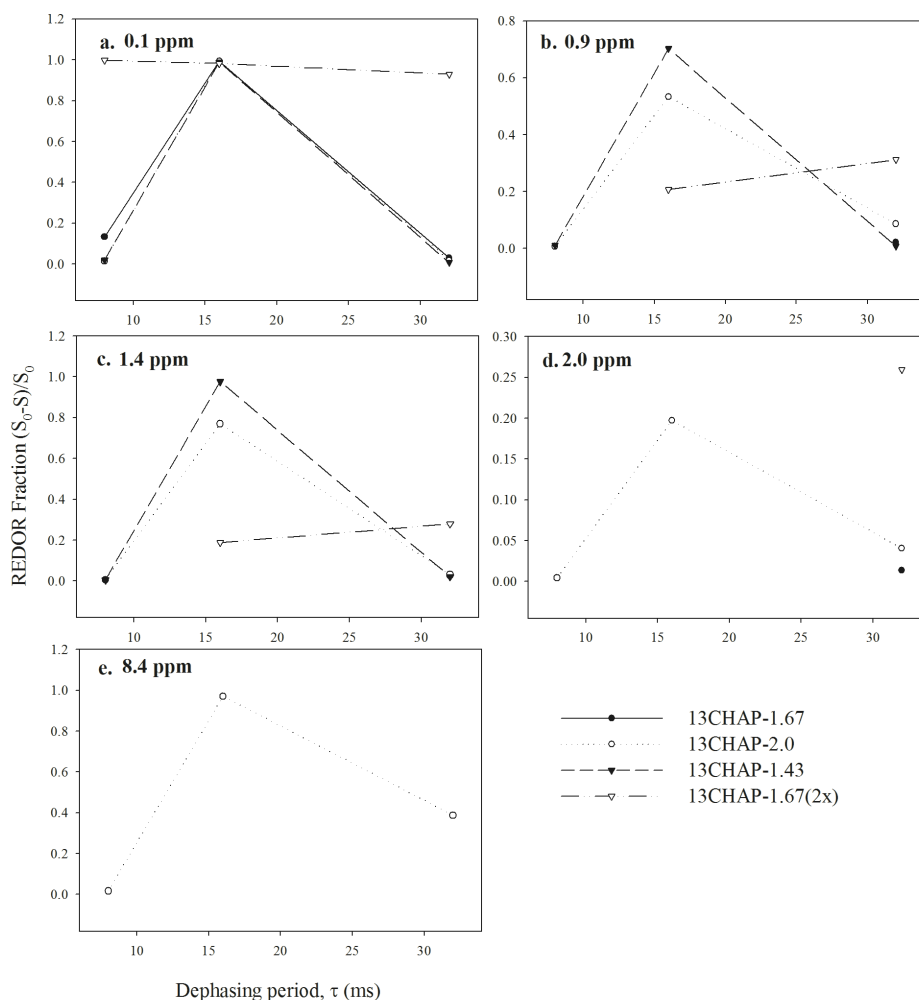 a. 0.1 ppm
1.2
1.0
0.8
0.6
0.4
0.2
0.0
10 15 20 25 30
b. 0.9 ppm
0.8
0.6
0.4
0.2
0.0
10 15 20 25 30
c. 1.4 ppm
1.2
1.0
0.8
0.6
0.4
0.2
0.0
10 15 20 25 30
d. 2.0 ppm
0.30
0.25
0.20
0.15
0.10
0.05
0.00
10 15 20 25 30
REDOR Fraction (S0-S)/S0
e. 8.4 ppm
1.2
1.0
0.8
0.6
0.4
0.2
0.0
10 15 20 25 30
13CHAP-1.67
13CHAP-2.0
13CHAP-1.43
13CHAP-1.67(2x)
Dephasing period, τ (ms)